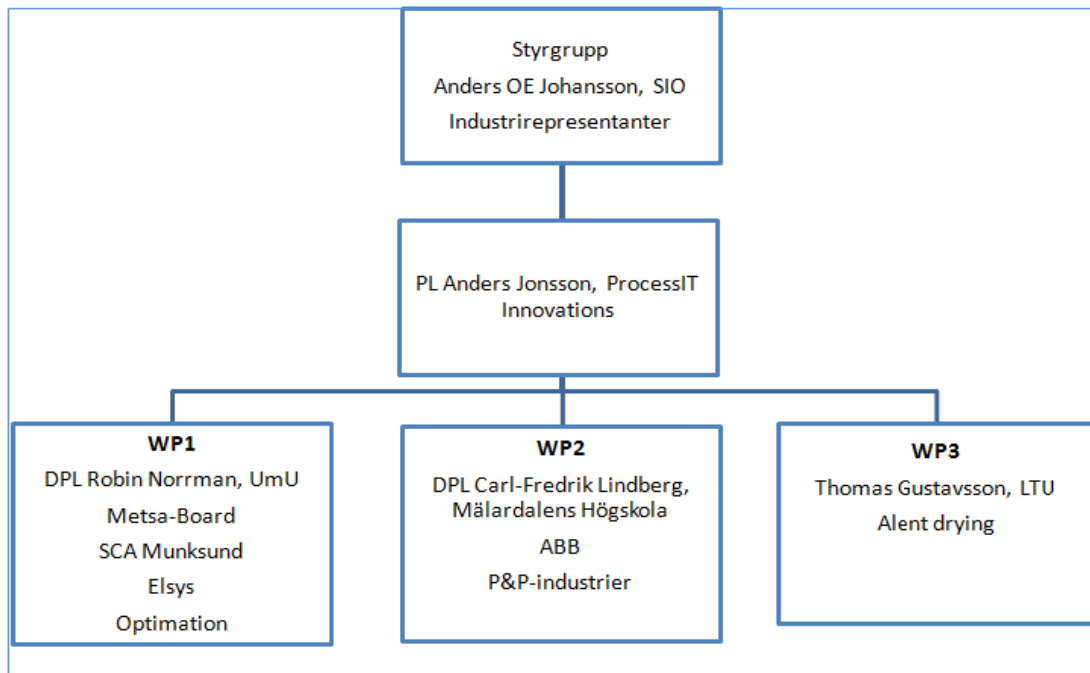 Styrgrupp
Anders OE Johansson, SIO
Industrirepresentanter
PL Anders Jonsson, ProcessIT
Innovations
WP1
DPL Robin Norrman, UmU
Metsa-Board
SCA Munksund
Elsys
Optimation
WP2
DPL Carl-Fredrik Lindberg,
Mälardalens Högskola
ABB
P&P-industrier
WP3
Thomas Gustavsson, LTU
Alent drying